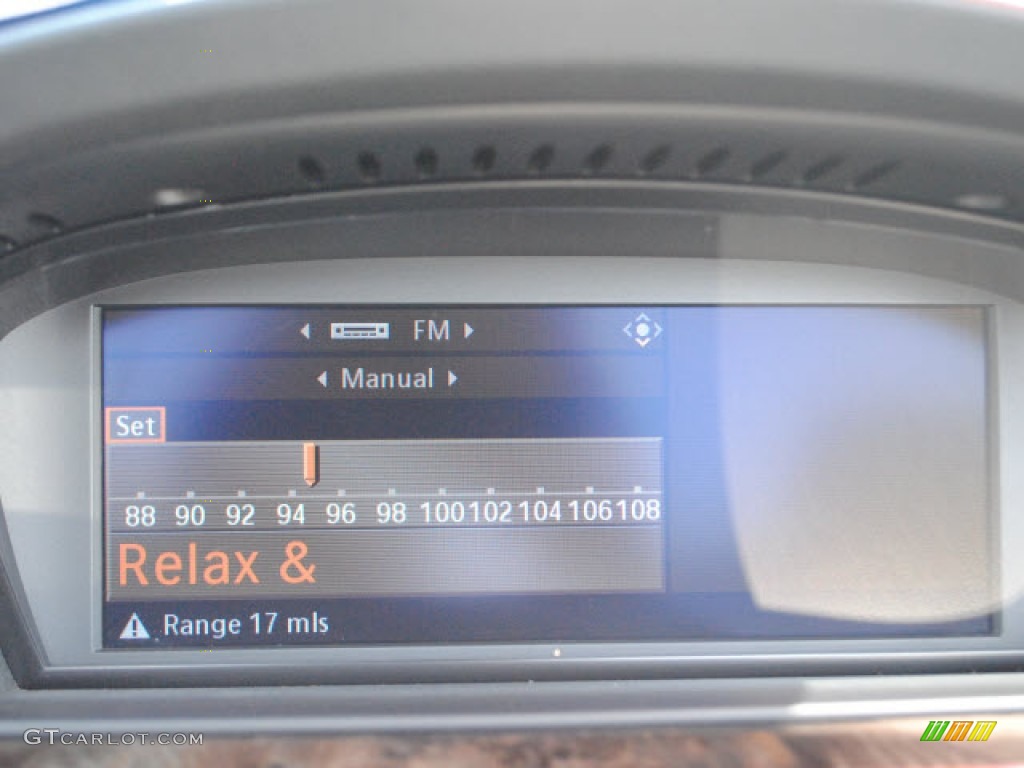 FM
Manual
Set
88 90 92 94 96 98 100 102 104 106 108
Relax &
Range 17 mls
GTCARLOT.COM